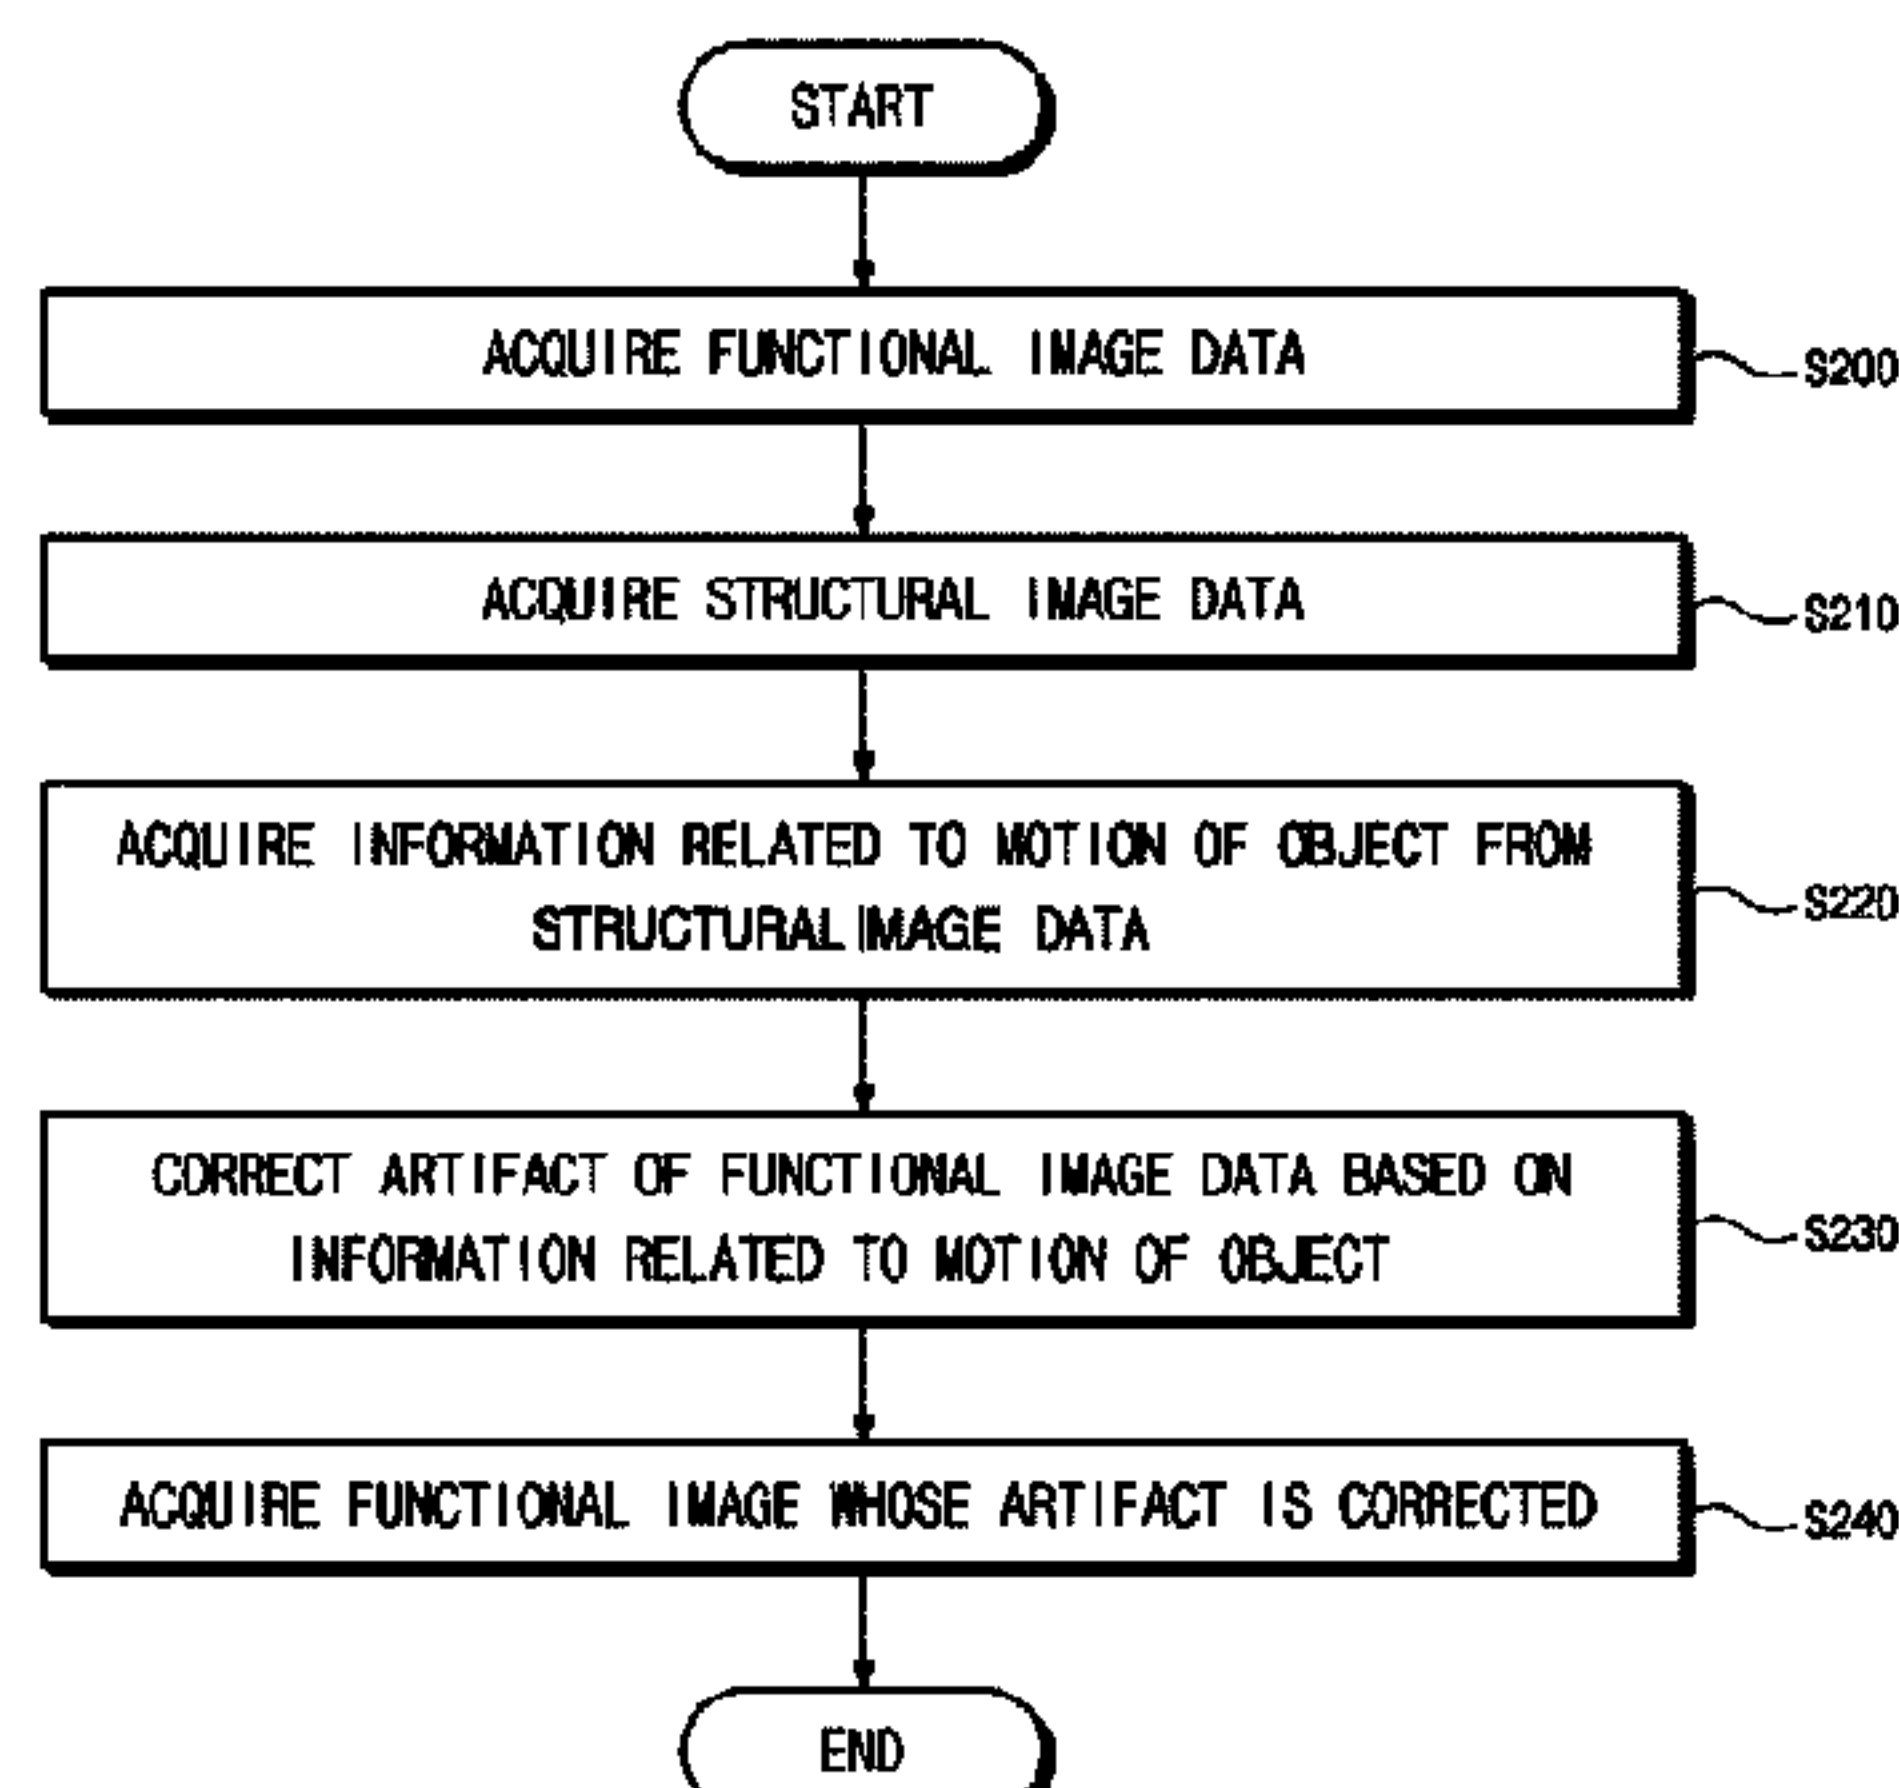 START
ACQUIRE FUNCTIONAL IMAGE DATA
S200
ACQUIRE STRUCTURAL IMAGE DATA
S210
ACQUIRE INFORMATION RELATED TO MOTION OF OBJECT FROM
STRUCTURAL IMAGE DATA
S220
CORRECT ARTIFACT OF FUNCTIONAL IMAGE DATA BASED ON
INFORMATION RELATED TO MOTION OF OBJECT
S230
ACQUIRE FUNCTIONAL IMAGE WHOSE ARTIFACT IS CORRECTED
S240
END